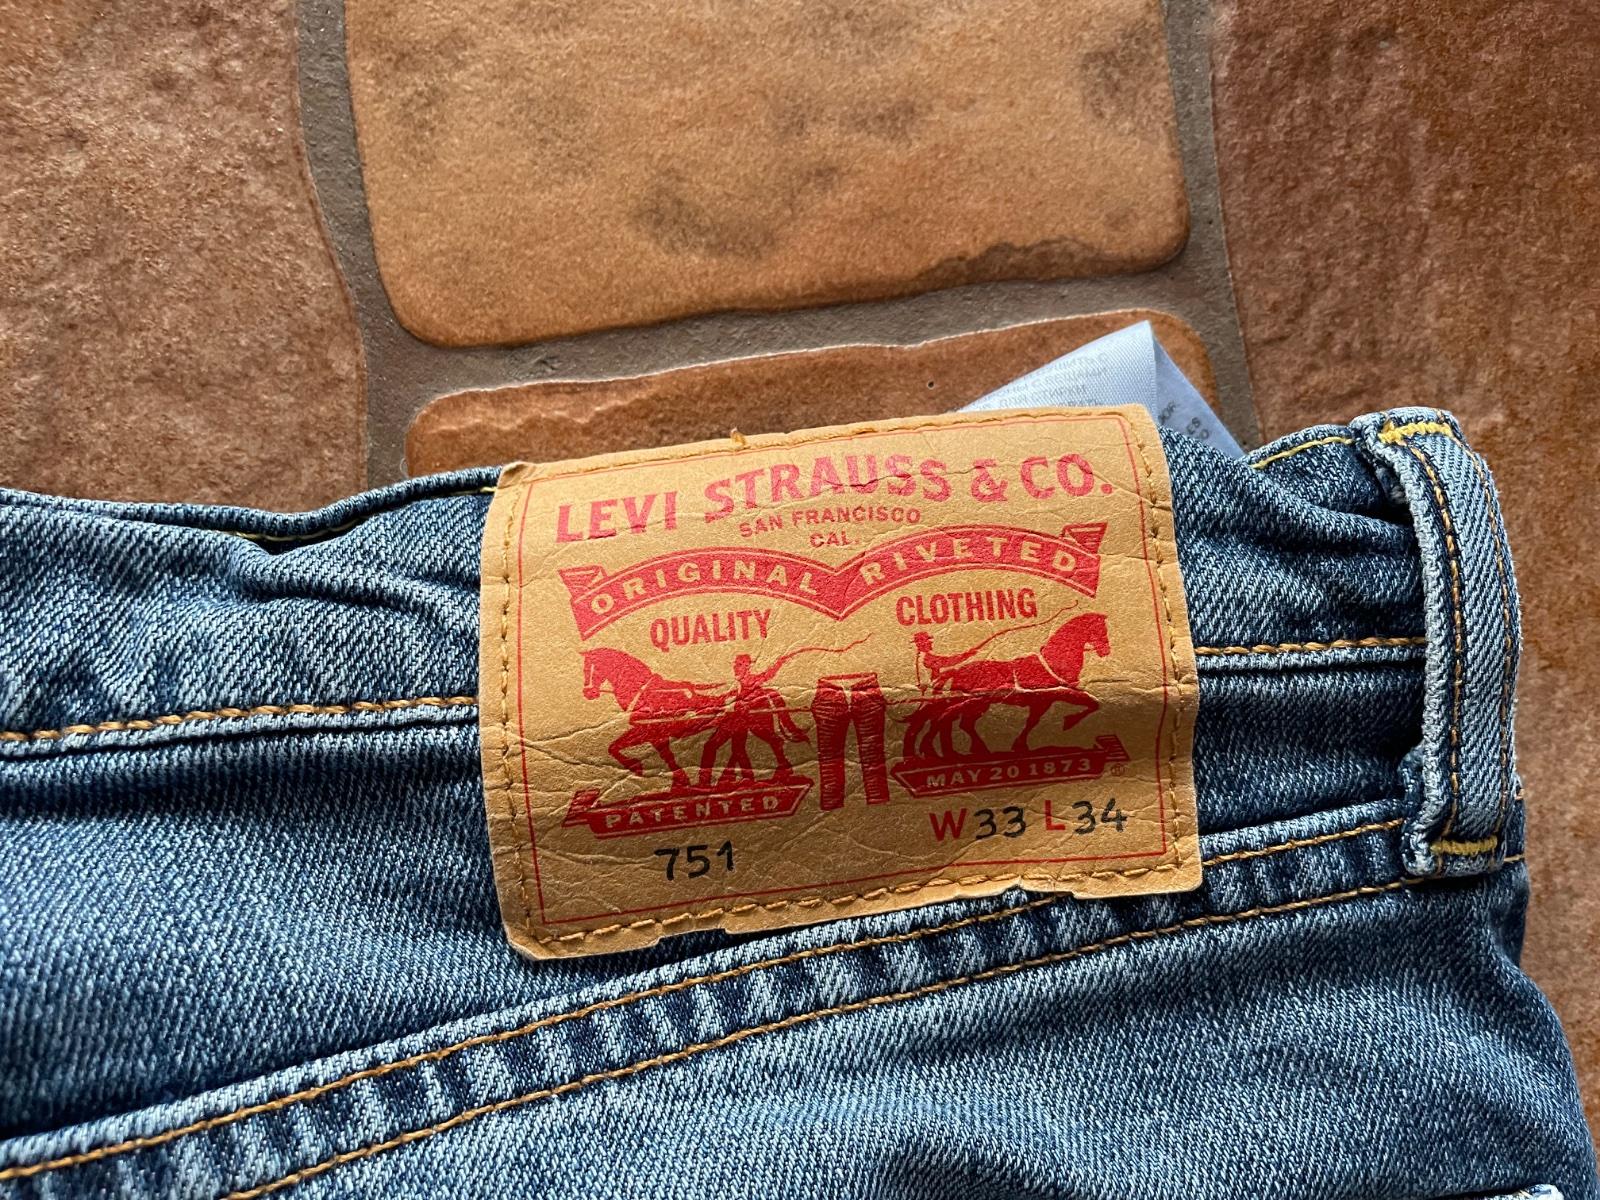 LEVI STRAUSS & CO.
SAN FRANCISCO
CAL.
ORIGINAL RIVETED
QUALITY CLOTHING
PATENTED MAY 20 1873 ®
751 W33 L34